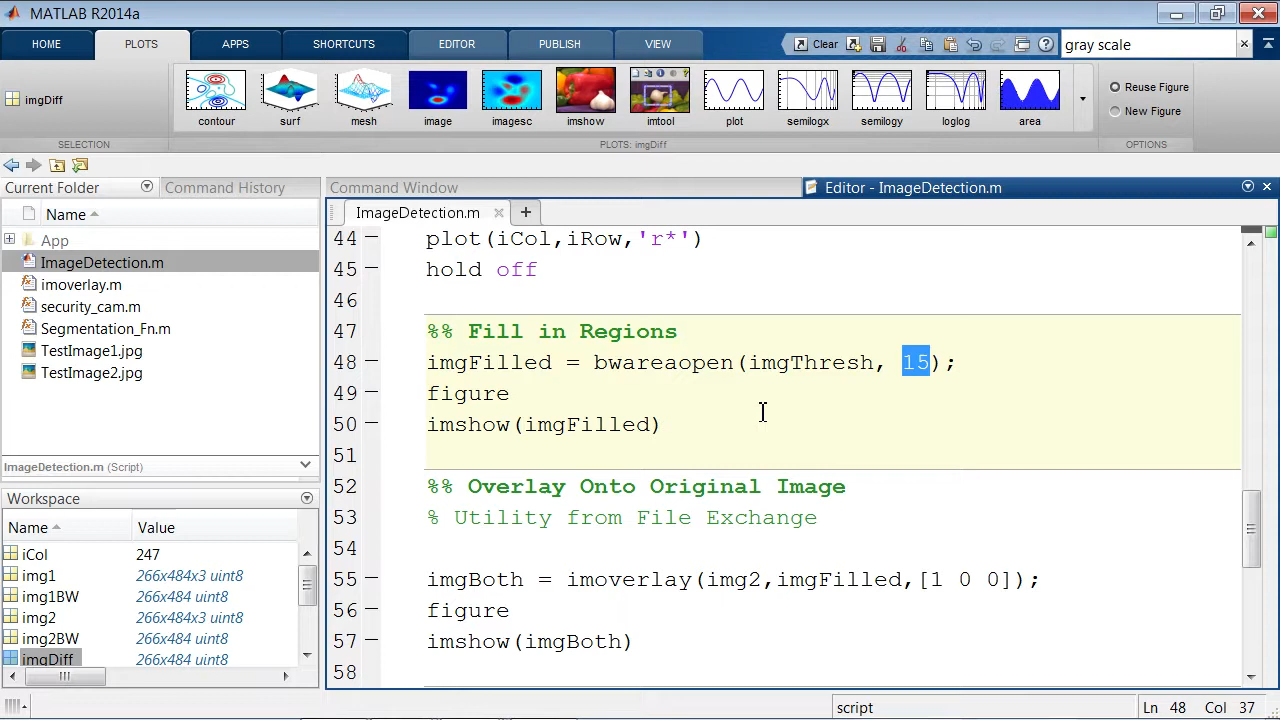 MATLAB R2014a
HOME PLOTS APPS SHORTCUTS EDITOR PUBLISH VIEW Clear gray scale
imgDiff
contour surf mesh image imagesc imshow imtool plot semilogx semilogy loglog area
Reuse Figure
New Figure
SELECTION PLOTS: imgDiff OPTIONS
Current Folder Command History Command Window Editor - ImageDetection.m
Name
App
ImageDetection.m
imoverlay.m
security_cam.m
Segmentation_Fn.m
TestImage1.jpg
TestImage2.jpg
ImageDetection.m (Script)
Workspace
Name Value
iCol 247
img1 266x484x3 uint8
img1BW 266x484 uint8
img2 266x484x3 uint8
img2BW 266x484 uint8
imgDiff 266x484 uint8
ImageDetection.m
44 plot(iCol,iRow,'r*')
45 hold off
46
47 %% Fill in Regions
48 imgFilled = bwareaopen(imgThresh, 15);
49 figure
50 imshow(imgFilled)
51
52 %% Overlay Onto Original Image
53 % Utility from File Exchange
54
55 imgBoth = imoverlay(img2,imgFilled,[1 0 0]);
56 figure
57 imshow(imgBoth)
58
script Ln 48 Col 37